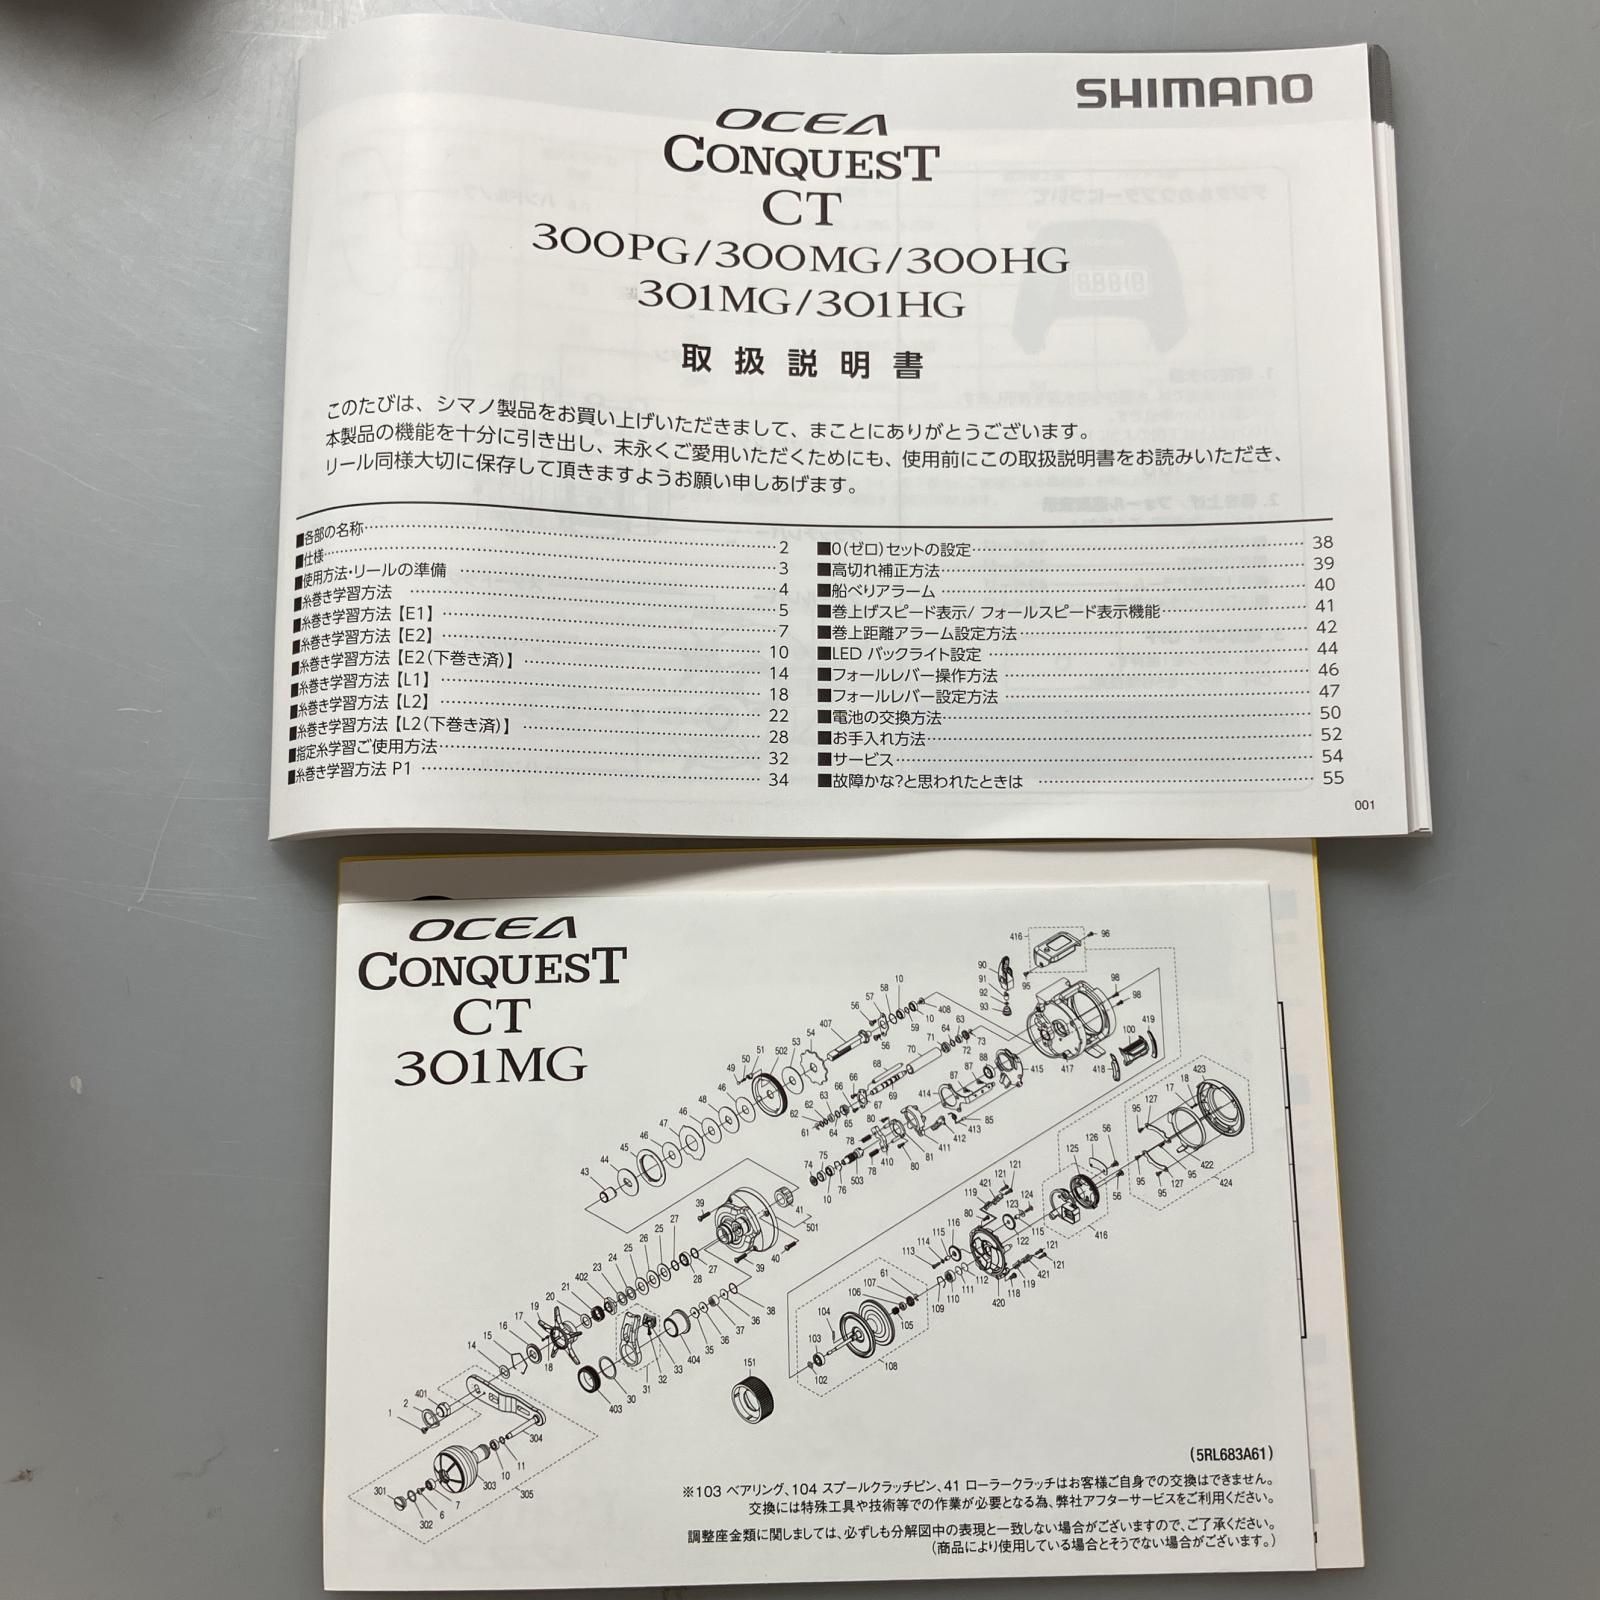 SHIMANO
OCEA
CONQUEST
CT
300PG/300MG/300HG
301MG/301HG
取扱説明書
このたびは、シマノ製品をお買い上げいただきまして、まことにありがとうございます。
本製品の機能を十分に引き出し、末永くご愛用いただくためにも、使用前にこの取扱説明書をお読みいただき、
リール同様大切に保存して頂きますようお願い申しあげます。
■各部の名称 2
■仕様 3
■使用方法・リールの準備 4
■糸巻き学習方法 5
■糸巻き学習方法【E1】 7
■糸巻き学習方法【E2】 10
■糸巻き学習方法【E2(下巻き済)】 14
■糸巻き学習方法【L1】 18
■糸巻き学習方法【L2】 22
■糸巻き学習方法【L2(下巻き済)】 28
■指定糸学習ご使用方法 32
■糸巻き学習方法 P1 34
■0(ゼロ)セットの設定 38
■高切れ補正方法 39
■船べりアラーム 40
■巻上げスピード表示/ フォールスピード表示機能 41
■巻上距離アラーム設定方法 42
■LED バックライト設定 44
■フォールレバー操作方法 46
■フォールレバー設定方法 47
■電池の交換方法 50
■お手入れ方法 52
■サービス 54
■故障かな?と思われたときは 55
001
OCEA
CONQUEST
CT
301MG
(5RL683A61)
※103 ベアリング、104 スプールクラッチピン、41 ローラークラッチはお客様ご自身での交換はできません。
交換には特殊工具や技術等での作業が必要となる為、弊社アフターサービスをご利用ください。
調整座金類に関しましては、必ずしも分解図中の表現と一致しない場合がございますので、ご了承ください。
(商品により使用している場合とそうでない場合がございます。)